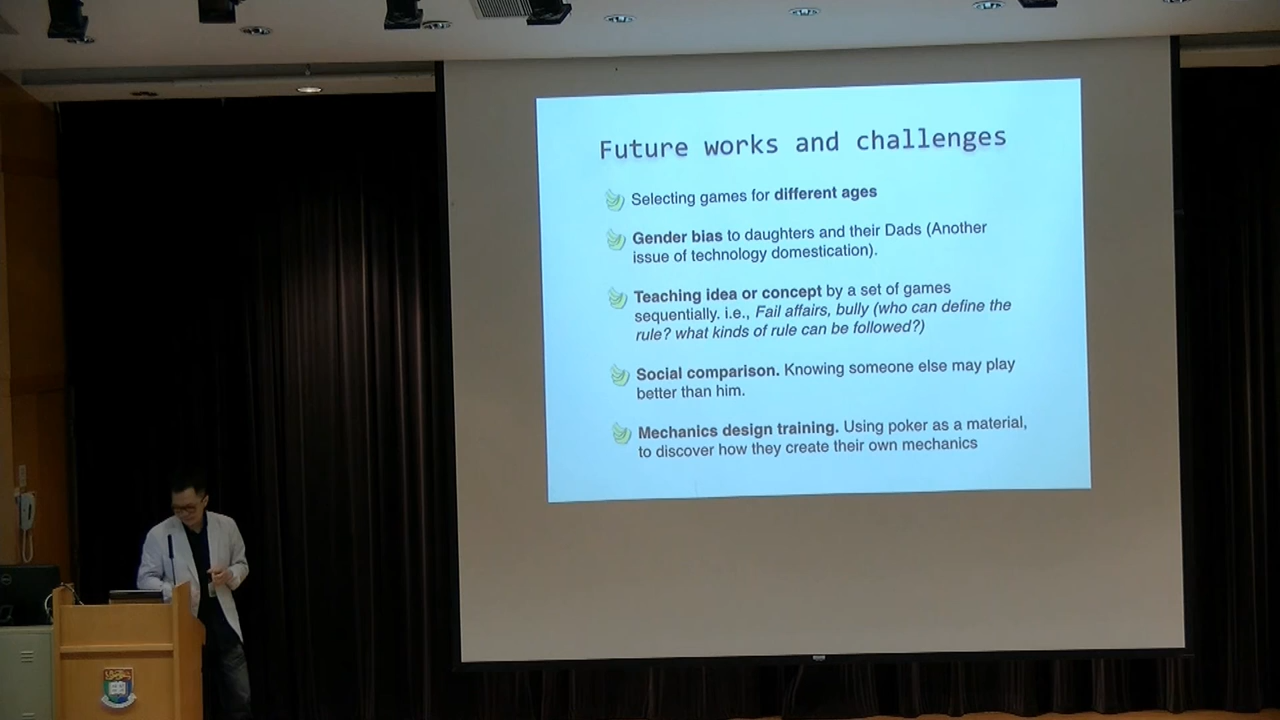 Future works and challenges
Selecting games for different ages
Gender bias to daughters and their Dads (Another
issue of technology domestication).
Teaching idea or concept by a set of games
sequentially. i.e., Fail affairs, bully (who can define the
rule? what kinds of rule can be followed?)
Social comparison. Knowing someone else may play
better than him.
Mechanics design training. Using poker as a material,
to discover how they create their own mechanics